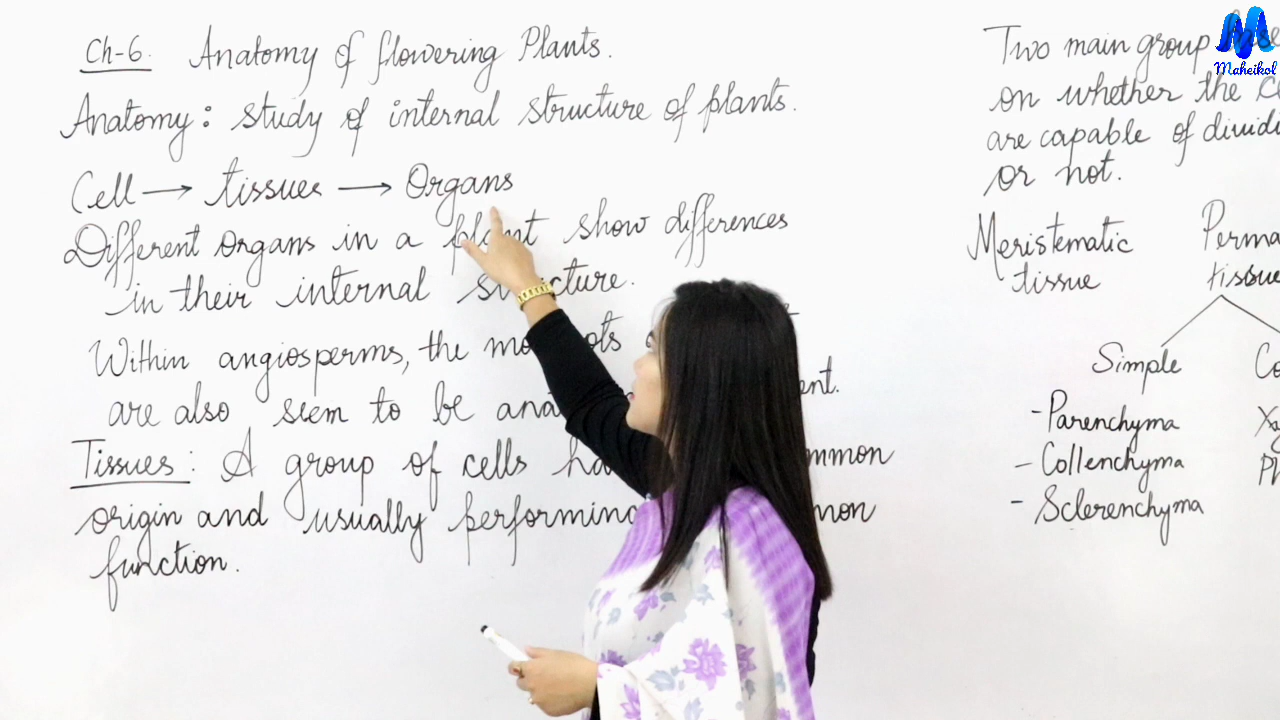 Ch-6. Anatomy of flowering Plants.
Anatomy: study of internal structure of plants.
Cell → tissues → Organs
Different organs in a plant show differences
in their internal structure.
Within angiosperms, the
are also seem to be
Tissues: A group of cells
origin and usually performing
function.
Two main group
on whether the
are capable of
or not.
Meristematic
tissue
tissue
Simple
- Parenchyma
- Collenchyma
- Sclerenchyma
Maheikol